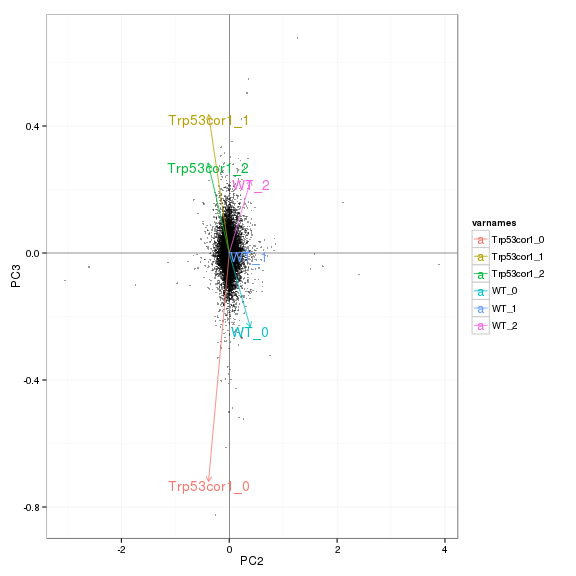 Trp53cor1_1
Trp53cor1_2
WT_2
WT_1
WT_0
Trp53cor1_0
0.4
0.0
-0.4
-0.8
PC3
-2
0
2
4
PC2
varnames
a Trp53cor1_0
a Trp53cor1_1
a Trp53cor1_2
a WT_0
a WT_1
a WT_2